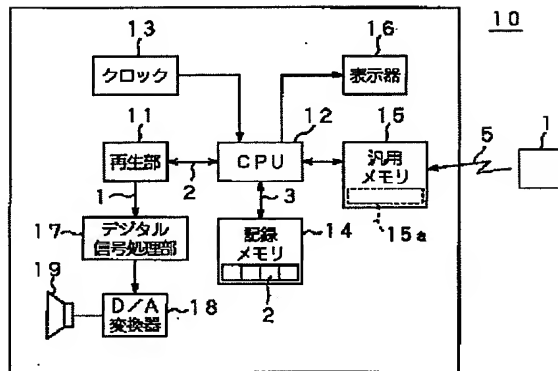 13
クロック
16
表示器
10
11
再生部
12
CPU
15
汎用
メモリ
15a
5
1
2
1
3
17
デジタル
信号処理部
記録
メモリ
14
2
19
D/A
変換器
18